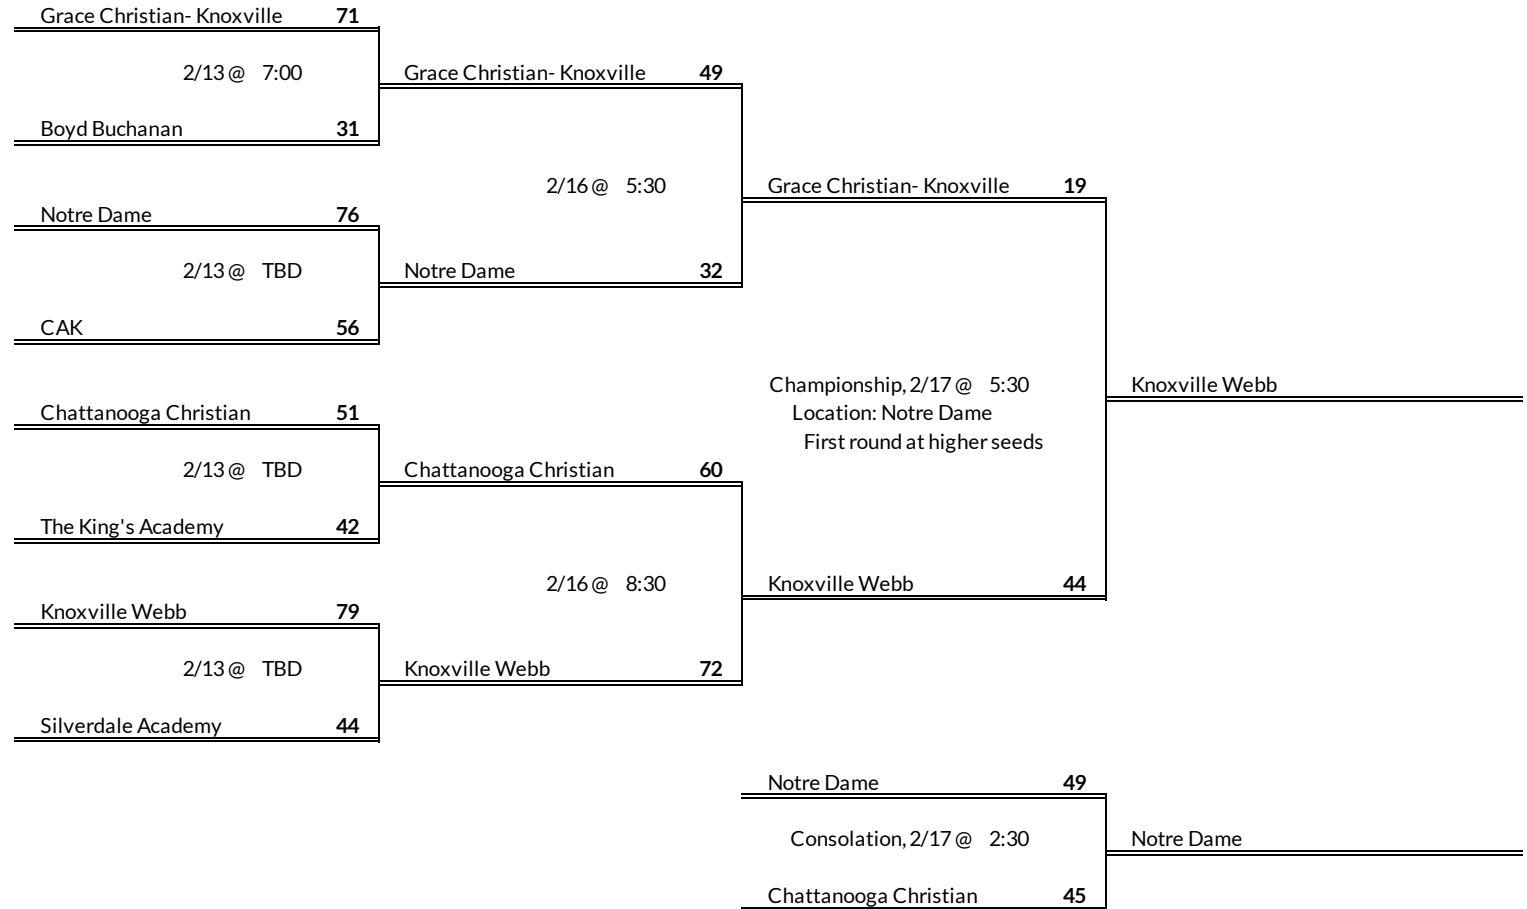 Grace Christian- Knoxville 71
2/13 @ 7:00
Boyd Buchanan 31
Notre Dame 76
2/13 @ TBD
CAK 56
Chattanooga Christian 51
2/13 @ TBD
The King's Academy 42
Knoxville Webb 79
2/13 @ TBD
Silverdale Academy 44
Grace Christian- Knoxville 49
2/16 @ 5:30
Notre Dame 32
Chattanooga Christian 60
2/16 @ 8:30
Knoxville Webb 72
Grace Christian- Knoxville 19
Championship, 2/17 @ 5:30
Location: Notre Dame
First round at higher seeds
Knoxville Webb 44
Knoxville Webb
Notre Dame 49
Consolation, 2/17 @ 2:30
Chattanooga Christian 45
Notre Dame